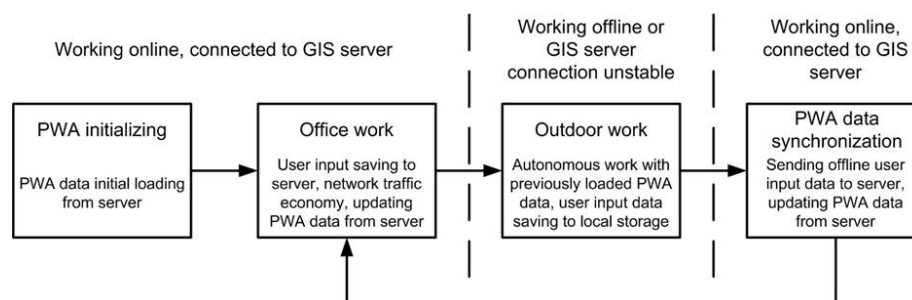 Working online, connected to GIS server
Working offline or
GIS server
connection unstable
Working online,
connected to GIS
server
PWA initializing
PWA data initial loading
from server
Office work
User input saving to
server, network traffic
economy, updating
PWA data from server
Outdoor work
Autonomous work with
previously loaded PWA
data, user input data
saving to local storage
PWA data
synchronization
Sending offline user
input data to server,
updating PWA data
from server